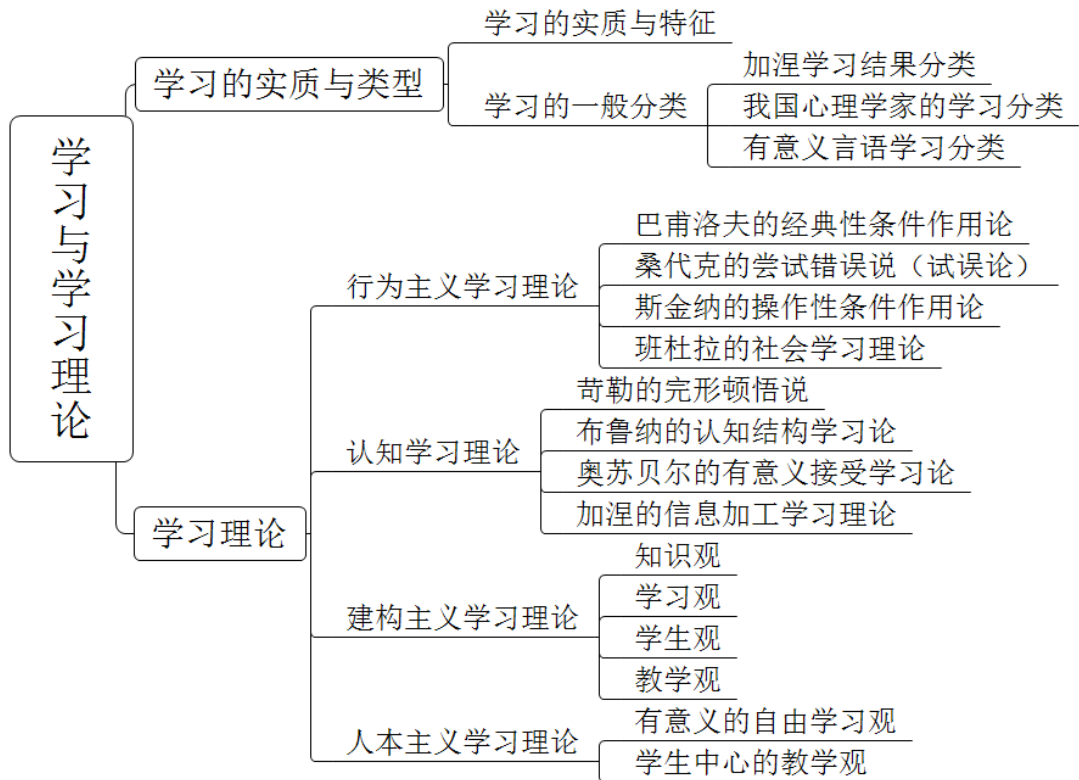 学习与学习理论
学习的实质与类型
学习的实质与特征
学习的一般分类
加涅学习结果分类
我国心理学家的学习分类
有意义言语学习分类
学习理论
行为主义学习理论
巴甫洛夫的经典性条件作用论
桑代克的尝试错误说（试误论）
斯金纳的操作性条件作用论
班杜拉的社会学习理论
认知学习理论
苛勒的完形顿悟说
布鲁纳的认知结构学习论
奥苏贝尔的有意义接受学习论
加涅的信息加工学习理论
建构主义学习理论
知识观
学习观
学生观
教学观
人本主义学习理论
有意义的自由学习观
学生中心的教学观